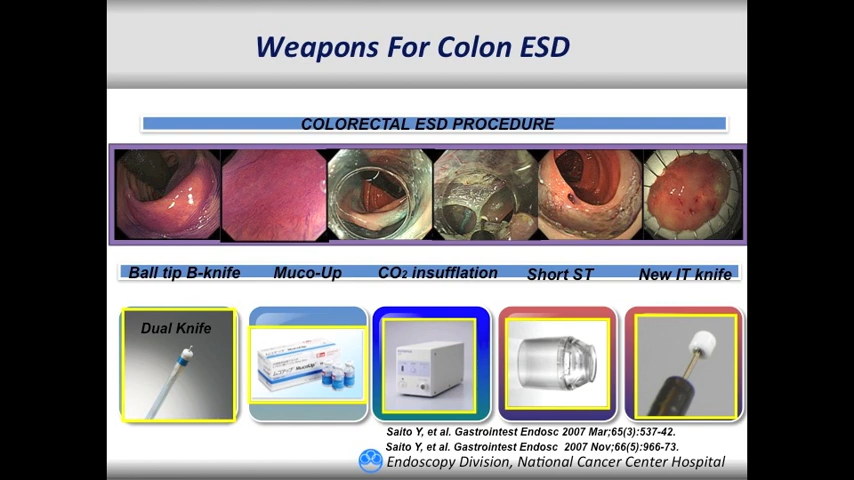 Weapons For Colon ESD
COLORECTAL ESD PROCEDURE
Ball tip B-knife Muco-Up CO₂ insufflation Short ST New IT knife
Dual Knife
MucoUp
Saito Y, et al. Gastrointest Endosc 2007 Mar;65(3):537-42.
Saito Y, et al. Gastrointest Endosc 2007 Nov;66(5):966-73.
Endoscopy Division, National Cancer Center Hospital